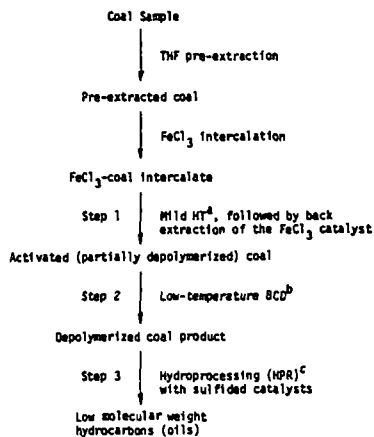 Coal Sample
THF pre-extraction
Pre-extracted coal
FeCl3 intercalation
FeCl3-coal intercalate
Step 1 Mild HTa, followed by back
extraction of the FeCl3 catalyst
Activated (partially depolymerized) coal
Step 2 Low-temperature BCDb
Depolymerized coal product
Step 3 Hydroprocessing (HPR)c
with sulfided catalysts
Low molecular weight
hydrocarbons (oils)